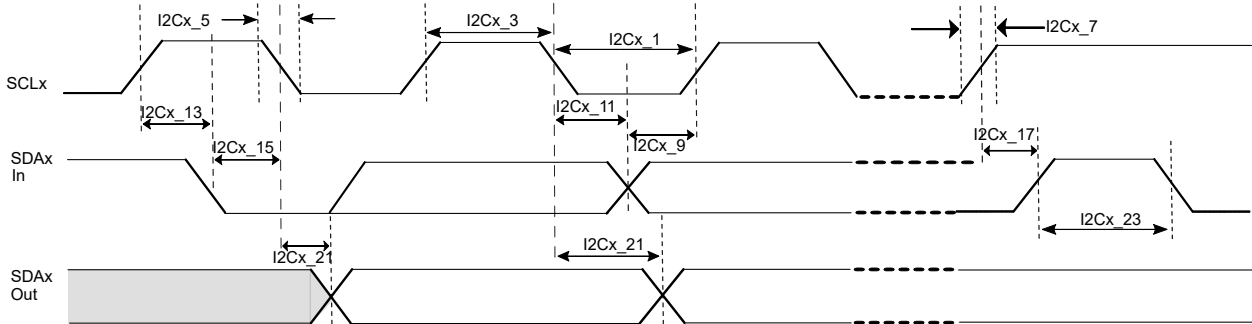 I2Cx_5
I2Cx_3
I2Cx_1
I2Cx_7
SCLx
I2Cx_13
I2Cx_11
I2Cx_15
I2Cx_9
I2Cx_17
SDAx
In
I2Cx_23
I2Cx_21
I2Cx_21
SDAx
Out